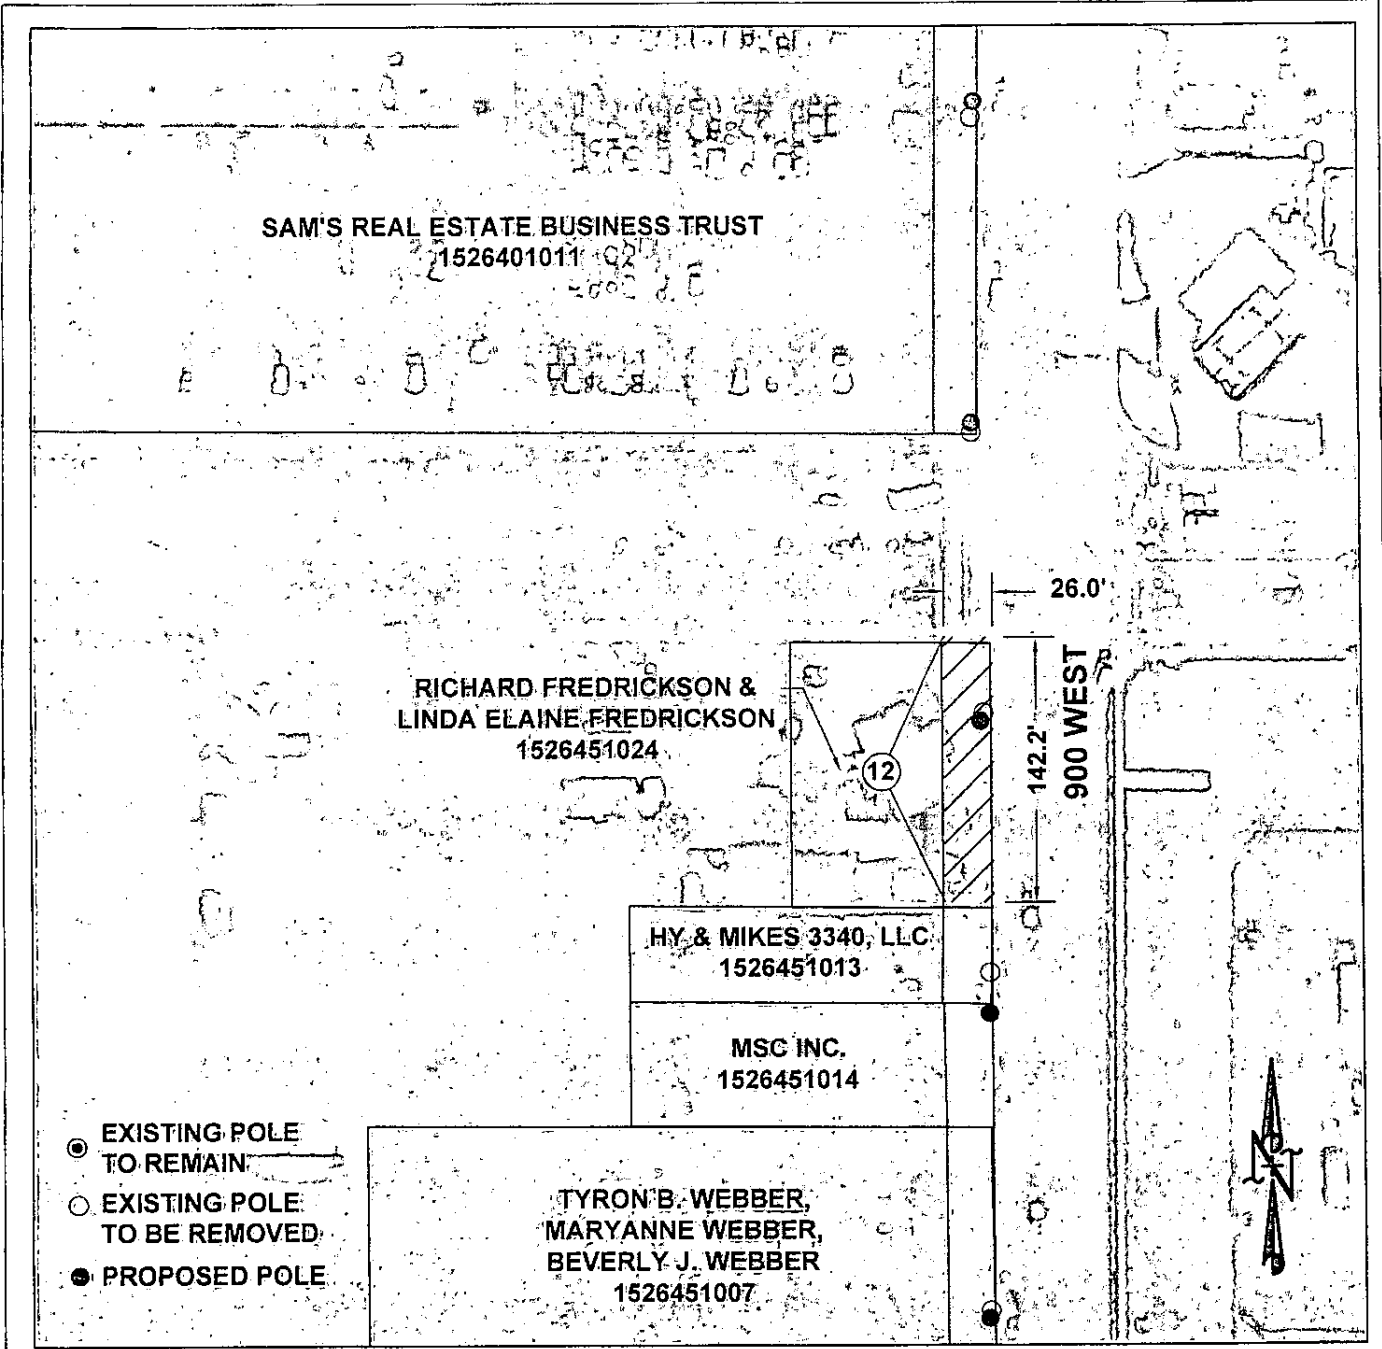 SAM'S REAL ESTATE BUSINESS TRUST
1526401011
26.0'
RICHARD FREDRICKSON &
LINDA ELAINE FREDRICKSON
1526451024
12
142.2'
900 WEST
HY & MIKES 3340, LLC
1526451013
MSC INC.
1526451014
EXISTING POLE
TO REMAIN
EXISTING POLE
TO BE REMOVED
PROPOSED POLE
TYRON B. WEBBER,
MARYANNE WEBBER,
BEVERLY J. WEBBER
1526451007
N